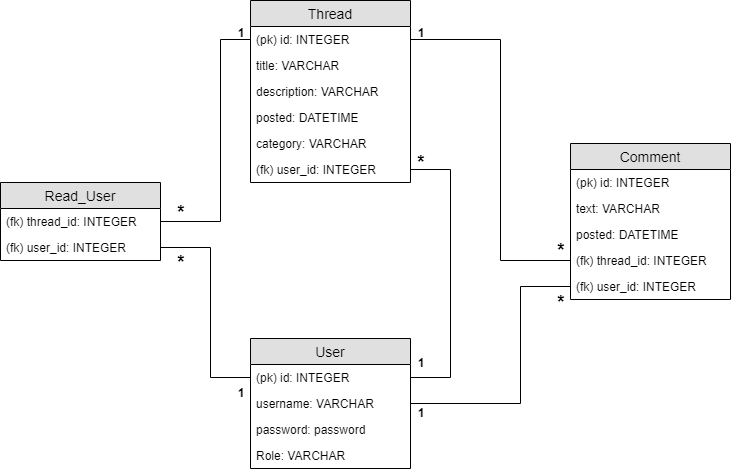 Thread
1
1
(pk) id: INTEGER
title: VARCHAR
description: VARCHAR
posted: DATETIME
category: VARCHAR
(fk) user_id: INTEGER
*
Comment
(pk) id: INTEGER
text: VARCHAR
posted: DATETIME
(fk) thread_id: INTEGER
(fk) user_id: INTEGER
*
*
Read_User
(fk) thread_id: INTEGER
(fk) user_id: INTEGER
*
*
User
(pk) id: INTEGER
username: VARCHAR
password: password
Role: VARCHAR
1
1
1